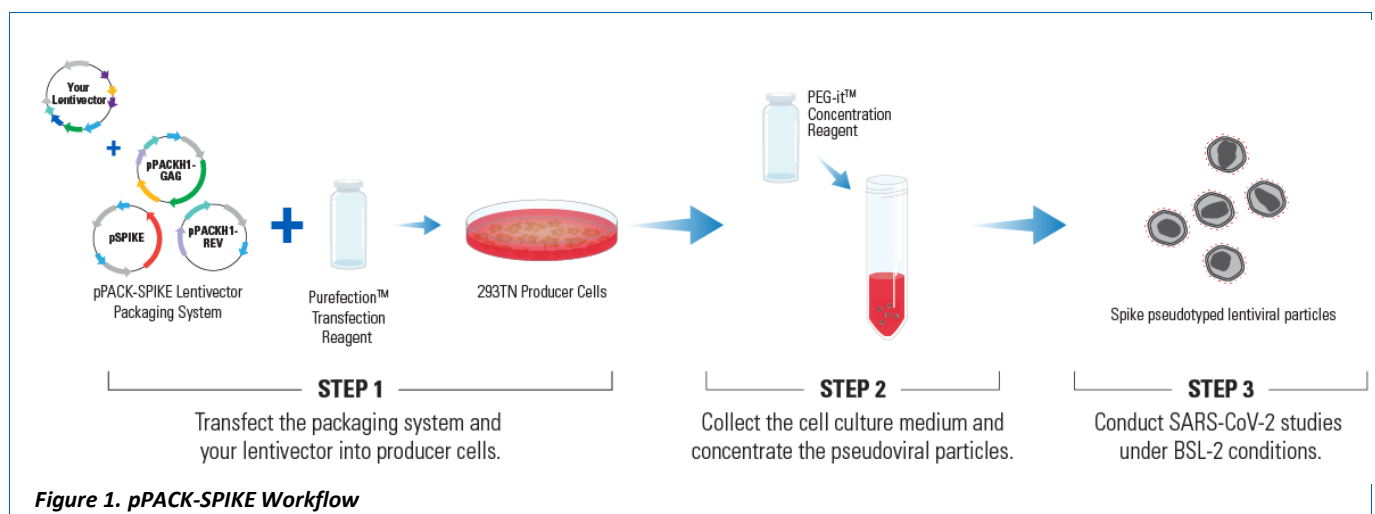 Your
Lentivector
+
pPACKH1-
GAG
pSPIKE
pPACKH1-
REV
pPACK-SPIKE Lentivector
Packaging System
+
Purefection™
Transfection
Reagent
293TN Producer Cells
PEG-it™
Concentration
Reagent
Spike pseudotyped lentiviral particles
STEP 1
Transfect the packaging system and
your lentivector into producer cells.
STEP 2
Collect the cell culture medium and
concentrate the pseudoviral particles.
STEP 3
Conduct SARS-CoV-2 studies
under BSL-2 conditions.
Figure 1. pPACK-SPIKE Workflow